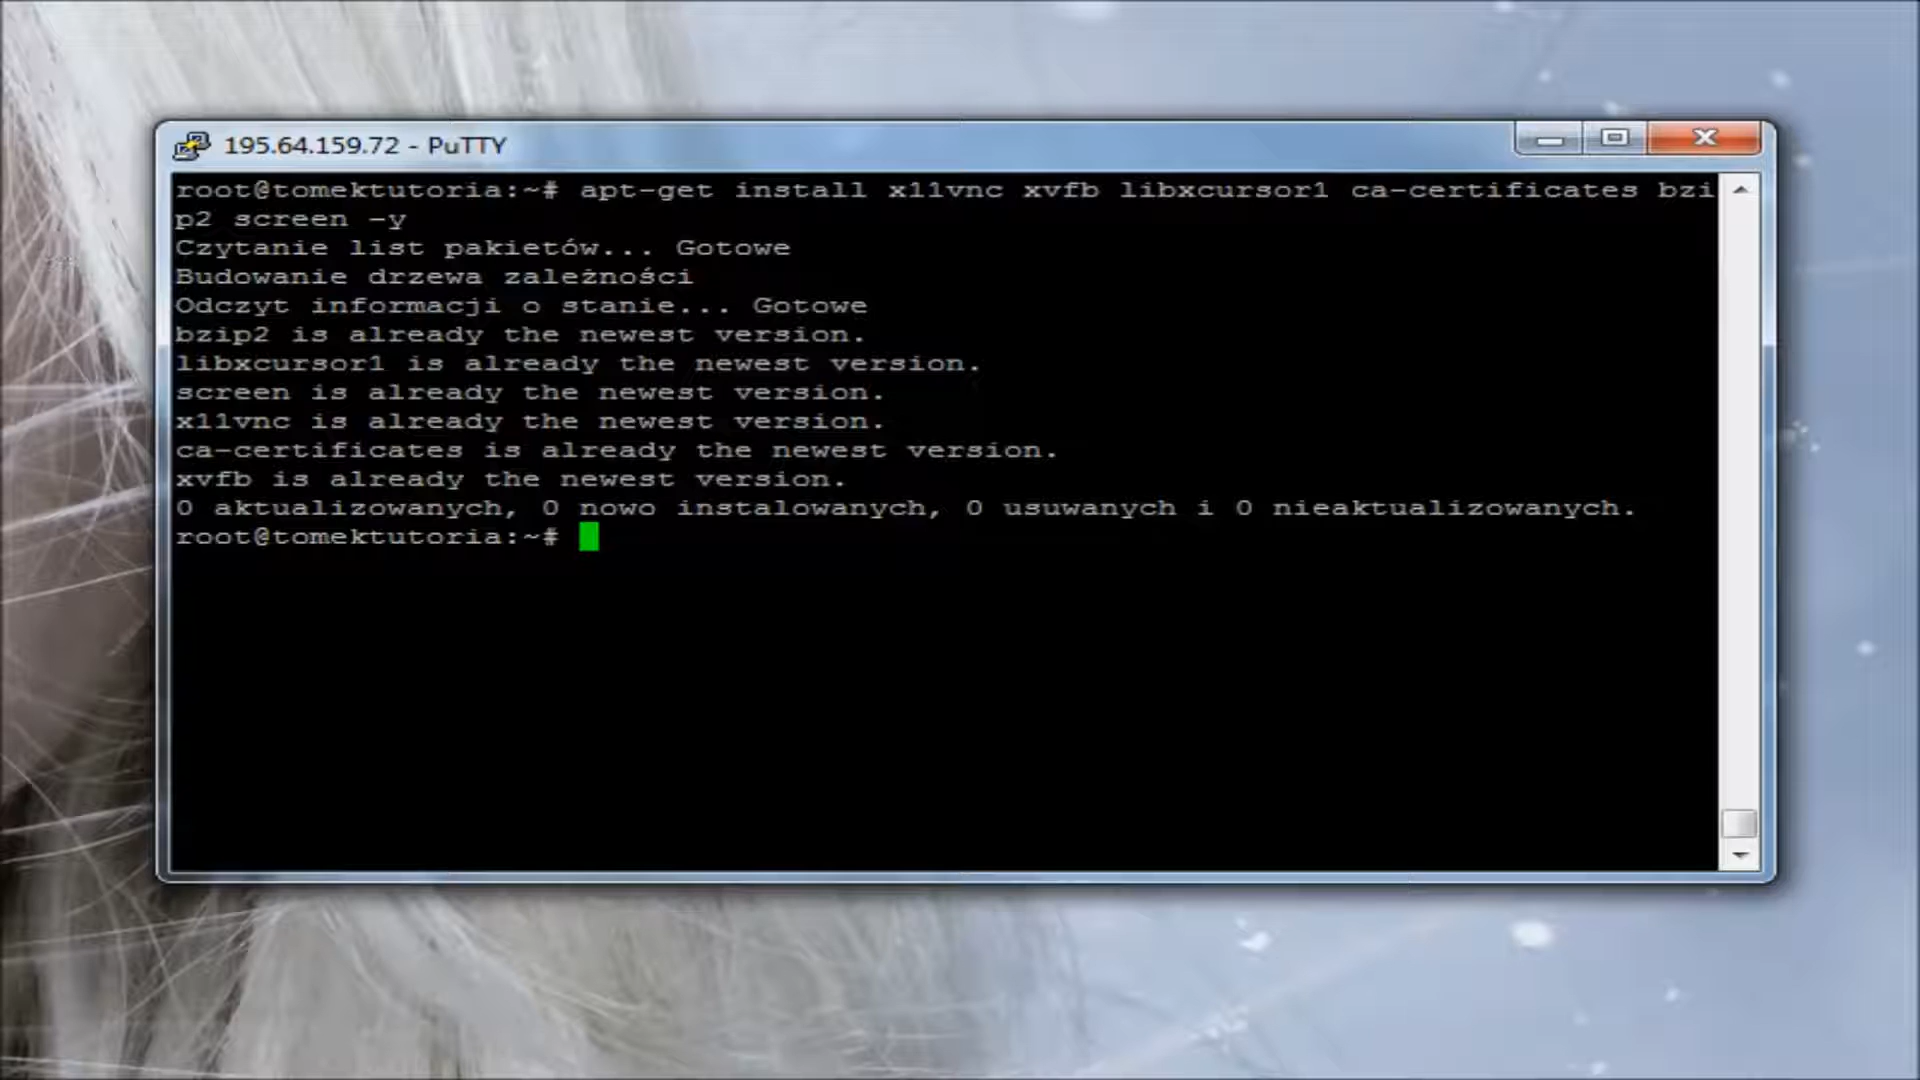 195.64.159.72 - PuTTY
root@tomektutoria:~# apt-get install x11vnc xvfb libxcursor1 ca-certificates bzi
p2 screen -y
Czytanie list pakietów... Gotowe
Budowanie drzewa zależności
Odczyt informacji o stanie... Gotowe
bzip2 is already the newest version.
libxcursor1 is already the newest version.
screen is already the newest version.
x11vnc is already the newest version.
ca-certificates is already the newest version.
xvfb is already the newest version.
0 aktualizowanych, 0 nowo instalowanych, 0 usuwanych i 0 nieaktualizowanych.
root@tomektutoria:~#